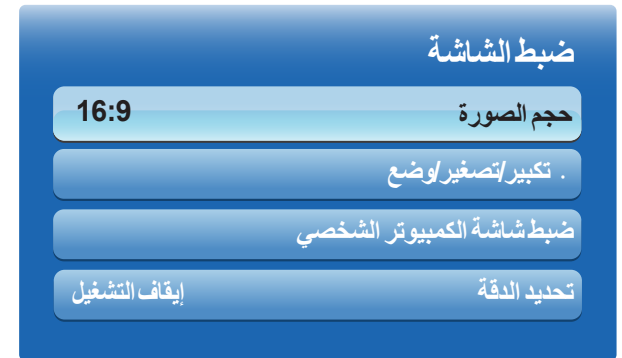 ضبط الشاشة
حجم الصورة 16:9
. تكبير/تصغير/وضع
ضبط شاشة الكمبيوتر الشخصي
تحديد الدقة إيقاف التشغيل